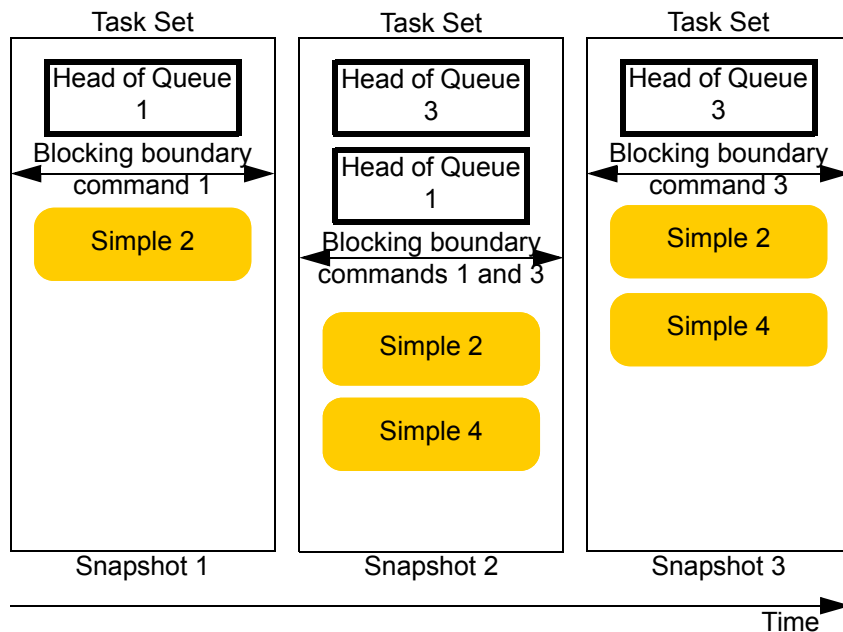 Task Set
Head of Queue
1
Blocking boundary
command 1
Simple 2
Snapshot 1
Task Set
Head of Queue
3
Head of Queue
1
Blocking boundary
commands 1 and 3
Simple 2
Simple 4
Snapshot 2
Task Set
Head of Queue
3
Blocking boundary
command 3
Simple 2
Simple 4
Snapshot 3
Time